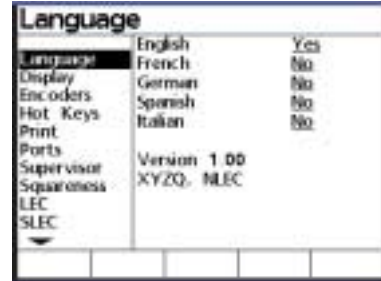 Language
Language
Display
Encoders
Hot Keys
Print
Ports
Supervisor
Squareness
LEC
SLEC
English Yes
French No
German No
Spanish No
Italian No
Version 1.00
XYZQ, NLEC